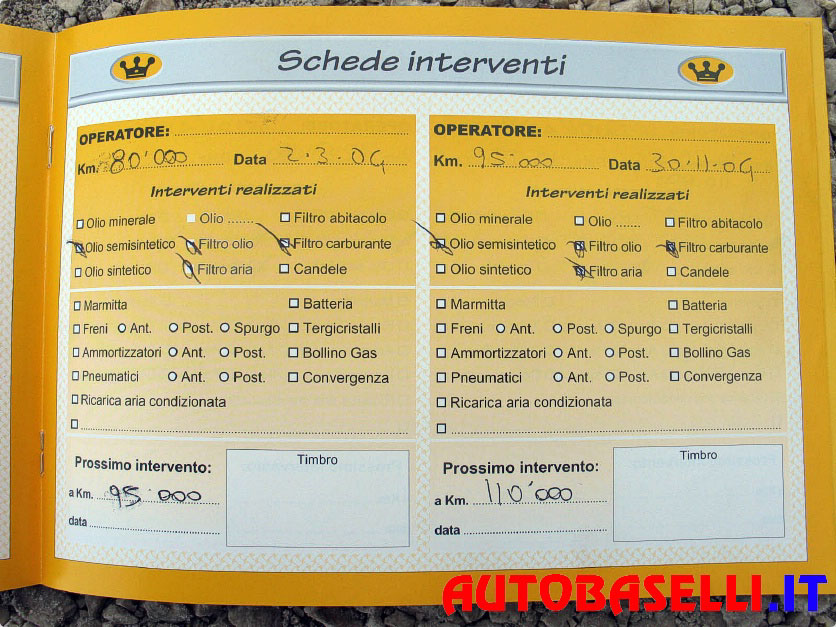 Schede interventi
OPERATORE:
Km. 80'000 Data 2.3.09
Interventi realizzati
Olio minerale Olio ....... Filtro abitacolo
Olio semisintetico Filtro olio Filtro carburante
Olio sintetico Filtro aria Candele
Marmitta Batteria
Freni Ant. Post. Spurgo Tergicristalli
Ammortizzatori Ant. Post. Bollino Gas
Pneumatici Ant. Post. Convergenza
Ricarica aria condizionata
Prossimo intervento: Timbro
a Km. 95 000
data
OPERATORE:
Km. 95.000 Data 30.11.09
Interventi realizzati
Olio minerale Olio ....... Filtro abitacolo
Olio semisintetico Filtro olio Filtro carburante
Olio sintetico Filtro aria Candele
Marmitta Batteria
Freni Ant. Post. Spurgo Tergicristalli
Ammortizzatori Ant. Post. Bollino Gas
Pneumatici Ant. Post. Convergenza
Ricarica aria condizionata
Prossimo intervento: Timbro
a Km. 110'000
data
AUTOBASELLI.IT